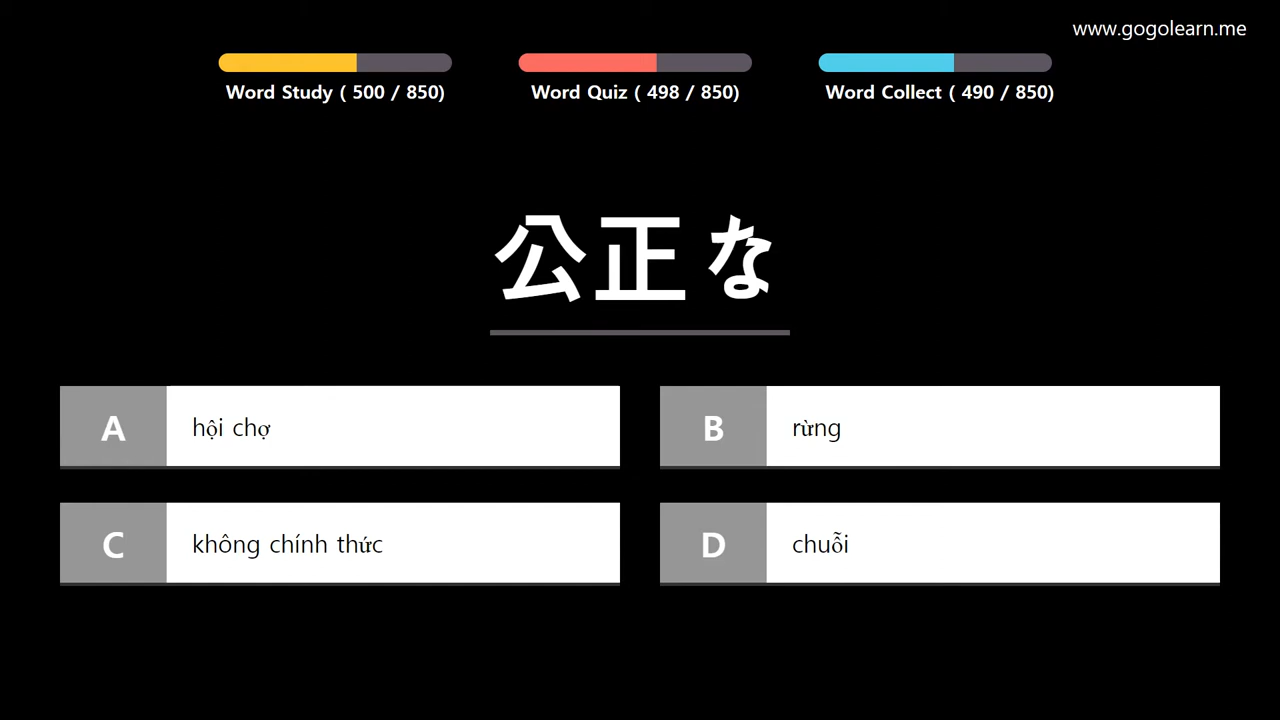 www.gogolearn.me
Word Study ( 500 / 850)
Word Quiz ( 498 / 850)
Word Collect ( 490 / 850)
公正な
A hội chợ
B rừng
C không chính thức
D chuỗi